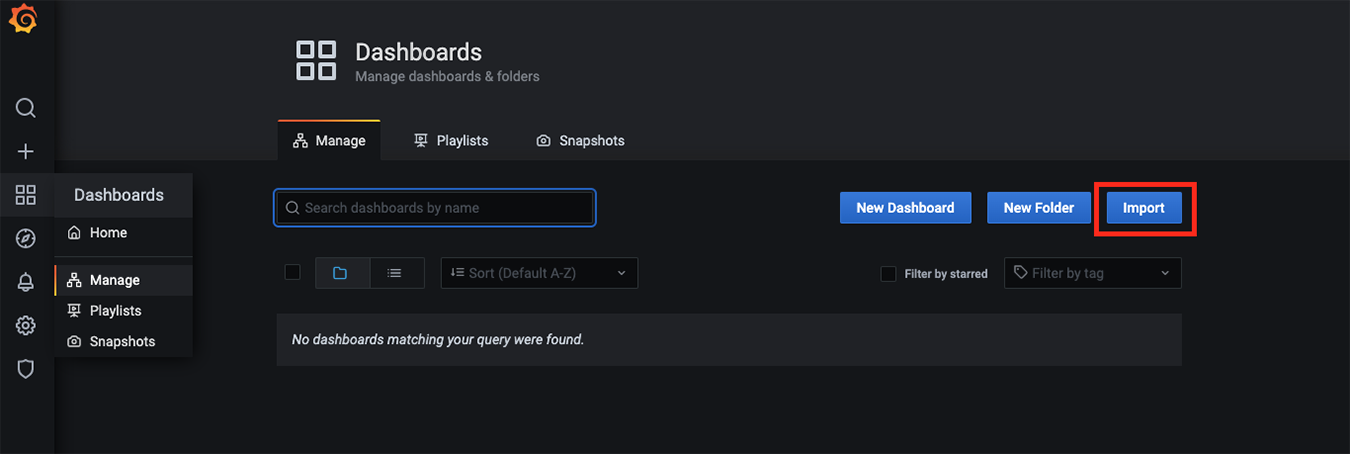 Dashboards
Manage dashboards & folders
Manage Playlists Snapshots
Dashboards
Home
Manage
Playlists
Snapshots
Search dashboards by name
New Dashboard New Folder Import
Sort (Default A-Z)
Filter by starred Filter by tag
No dashboards matching your query were found.